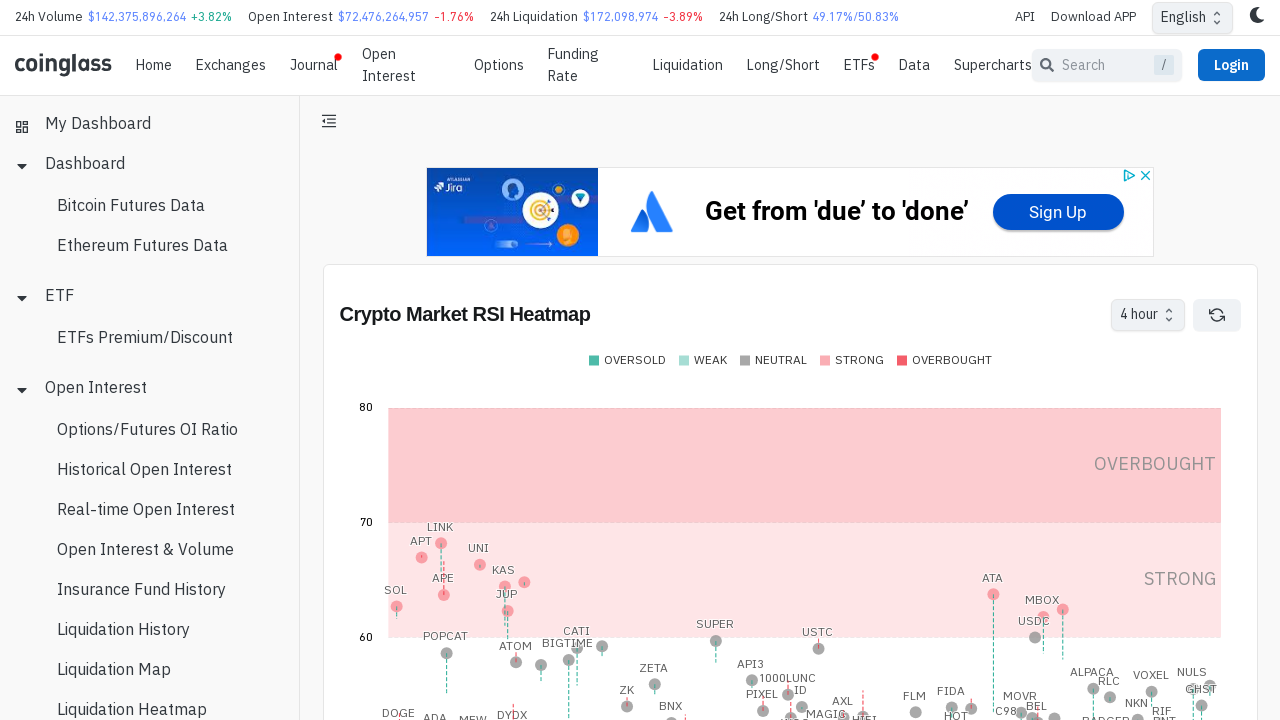 24h Volume $142,375,896,264 +3.82% Open Interest $72,476,264,957 -1.76% 24h Liquidation $172,098,974 -3.89% 24h Long/Short 49.17%/50.83% API Download APP English
coinglass Home Exchanges Journal Open Interest Options Funding Rate Liquidation Long/Short ETFs Data Supercharts Search / Login
My Dashboard
Dashboard
Bitcoin Futures Data
Ethereum Futures Data
ETF
ETFs Premium/Discount
Open Interest
Options/Futures OI Ratio
Historical Open Interest
Real-time Open Interest
Open Interest & Volume
Insurance Fund History
Liquidation History
Liquidation Map
Liquidation Heatmap
ATLASSIAN
Jira
Get from 'due’ to 'done’
Sign Up
Crypto Market RSI Heatmap
4 hour
OVERSOLD WEAK NEUTRAL STRONG OVERBOUGHT
80
OVERBOUGHT
70
LINK
APT
UNI
KAS
APE
ATA
STRONG
SOL
JUP
MBOX
USDC
SUPER
CATI
USTC
60
POPCAT
BIGTIME
ATOM
API3
ZETA
ALPACA
NULS
VOXEL
1000LUNC
RLC
ZK
PIXEL
ID
FLM
FIDA
MOVR
GHST
AXL
BNX
NKN
BEL
C98
RIF
DOGE
DYDX
MAGIC
HOT
ADA
MEW
HIFI
BADGER